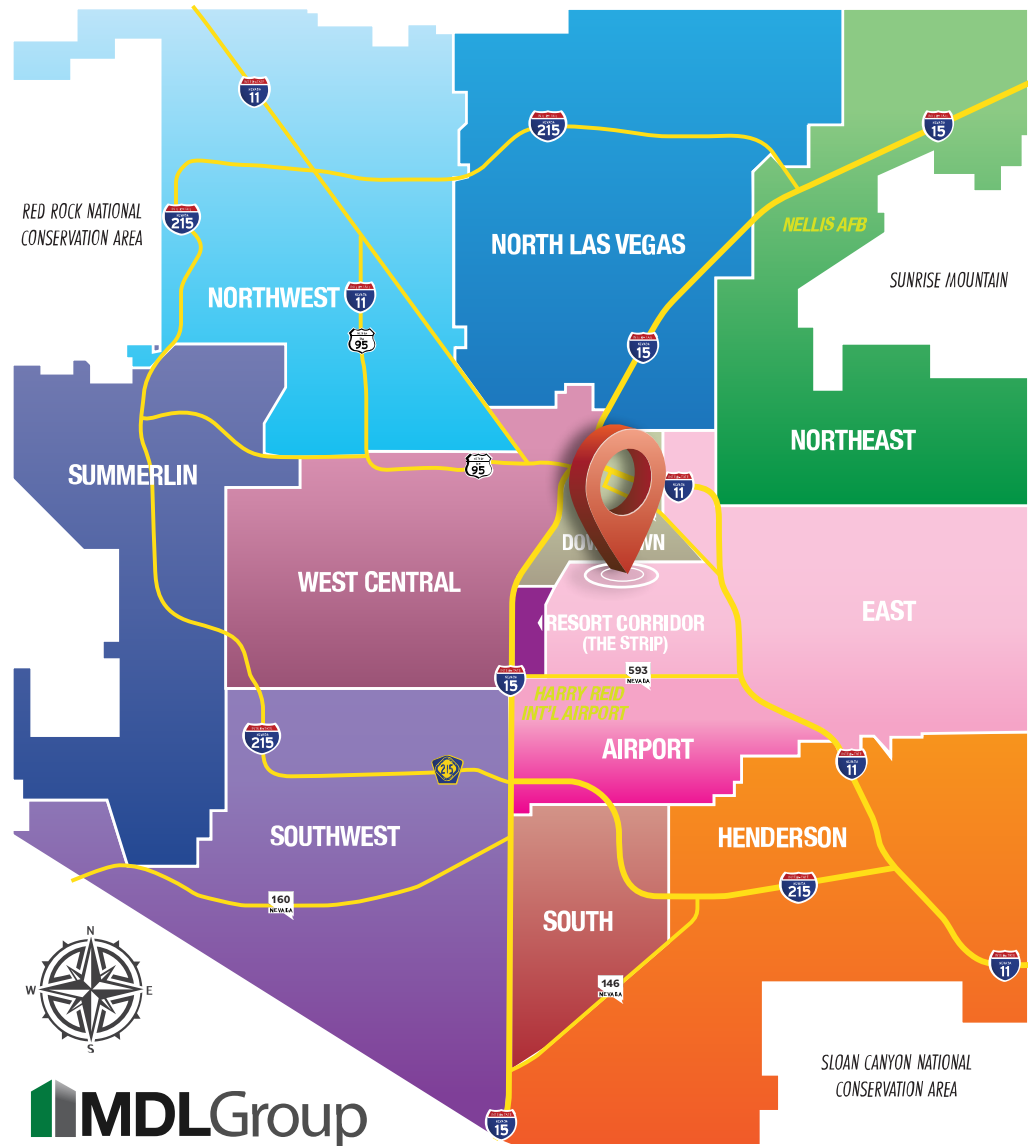 11
215
15
RED ROCK NATIONAL
CONSERVATION AREA
215
NELLIS AFB
NORTH LAS VEGAS
SUNRISE MOUNTAIN
NORTHWEST
11
95
15
NORTHEAST
SUMMERLIN
95
11
WEST CENTRAL
EAST
RESORT CORRIDOR
(THE STRIP)
593
NEVADA
15
HARRY REID
INT'L AIRPORT
215
AIRPORT
11
215
SOUTHWEST
HENDERSON
215
160
NEVADA
SOUTH
N
W
E
S
11
146
NEVADA
SLOAN CANYON NATIONAL
CONSERVATION AREA
MDLGroup
15